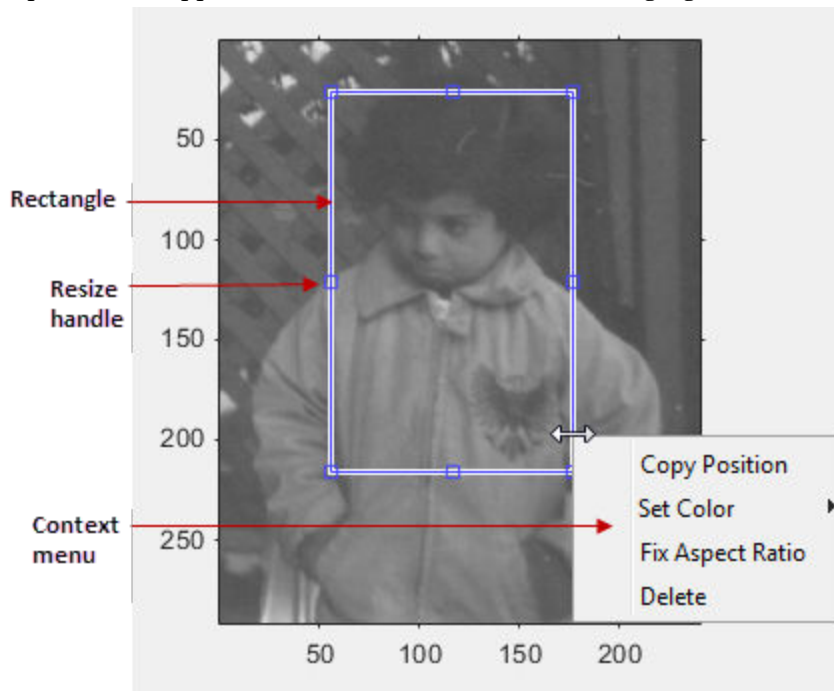 50
Rectangle
100
Resize
handle
150
200
Copy Position
Set Color
Context
menu
250
Fix Aspect Ratio
Delete
50 100 150 200